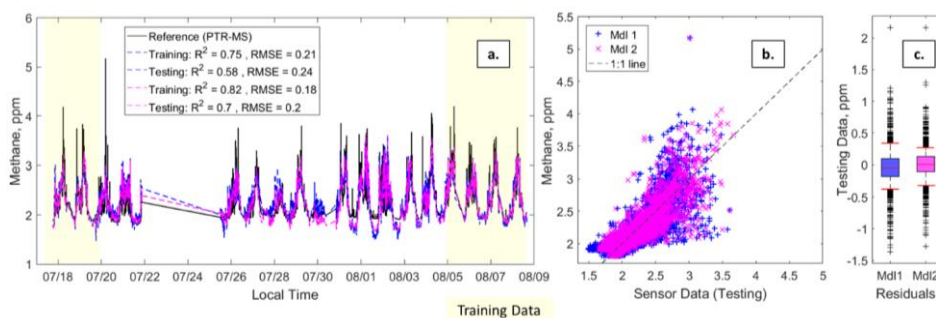 6
5
4
3
2
1
Methane, ppm
Reference (PTR-MS)
Training: R² = 0.75 , RMSE = 0.21
Testing: R² = 0.58 , RMSE = 0.24
Training: R² = 0.82 , RMSE = 0.18
Testing: R² = 0.7 , RMSE = 0.2
a.
07/18 07/20 07/22 07/24 07/26 07/28 07/30 08/01 08/03 08/05 08/07 08/09
Local Time
Training Data
5.5
5
4.5
4
3.5
3
2.5
2
Methane, ppm
Mdl 1
Mdl 2
1:1 line
b.
1.5 2 2.5 3 3.5 4 4.5 5
Sensor Data (Testing)
c.
2
1.5
1
0.5
0
-0.5
-1
-1.5
Testing Data, ppm
Mdl1 Mdl2
Residuals